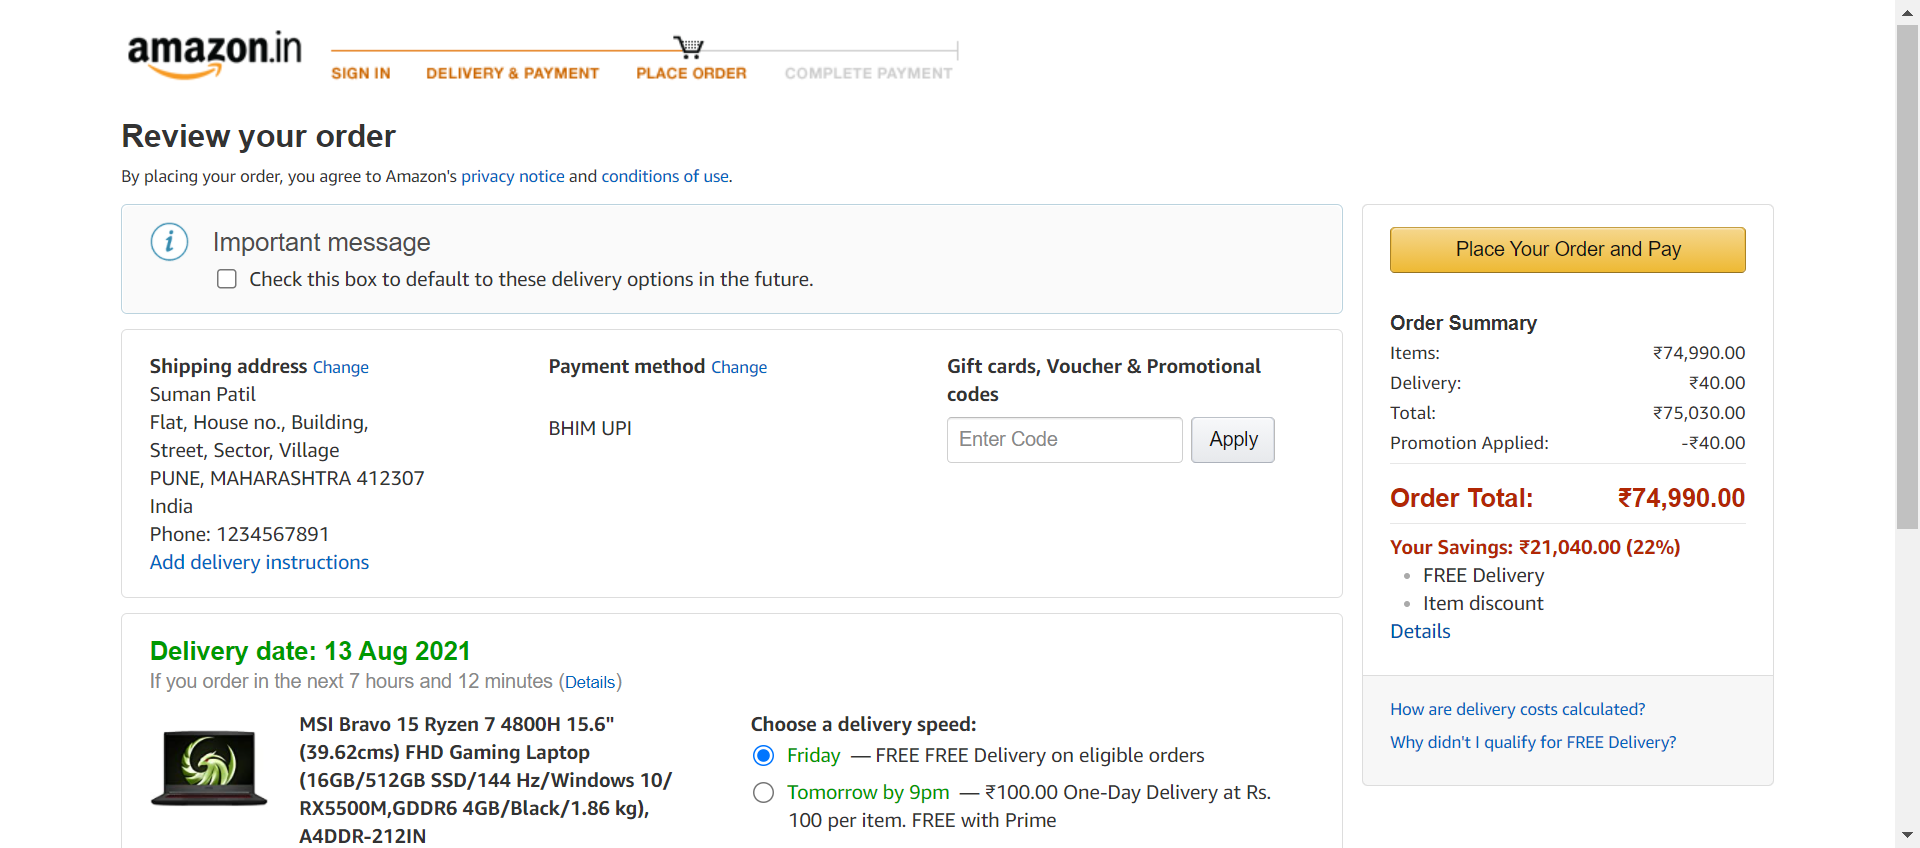 amazon.in
SIGN IN DELIVERY & PAYMENT PLACE ORDER COMPLETE PAYMENT
Review your order
By placing your order, you agree to Amazon's privacy notice and conditions of use.
Important message
Check this box to default to these delivery options in the future.
Shipping address Change
Suman Patil
Flat, House no., Building,
Street, Sector, Village
PUNE, MAHARASHTRA 412307
India
Phone: 1234567891
Add delivery instructions
Payment method Change
BHIM UPI
Gift cards, Voucher & Promotional
codes
Enter Code Apply
Delivery date: 13 Aug 2021
If you order in the next 7 hours and 12 minutes (Details)
MSI Bravo 15 Ryzen 7 4800H 15.6"
(39.62cms) FHD Gaming Laptop
(16GB/512GB SSD/144 Hz/Windows 10/
RX5500M,GDDR6 4GB/Black/1.86 kg),
A4DDR-212IN
Choose a delivery speed:
Friday — FREE FREE Delivery on eligible orders
Tomorrow by 9pm — ₹100.00 One-Day Delivery at Rs.
100 per item. FREE with Prime
Place Your Order and Pay
Order Summary
Items: ₹74,990.00
Delivery: ₹40.00
Total: ₹75,030.00
Promotion Applied: -₹40.00
Order Total: ₹74,990.00
Your Savings: ₹21,040.00 (22%)
FREE Delivery
Item discount
Details
How are delivery costs calculated?
Why didn't I qualify for FREE Delivery?